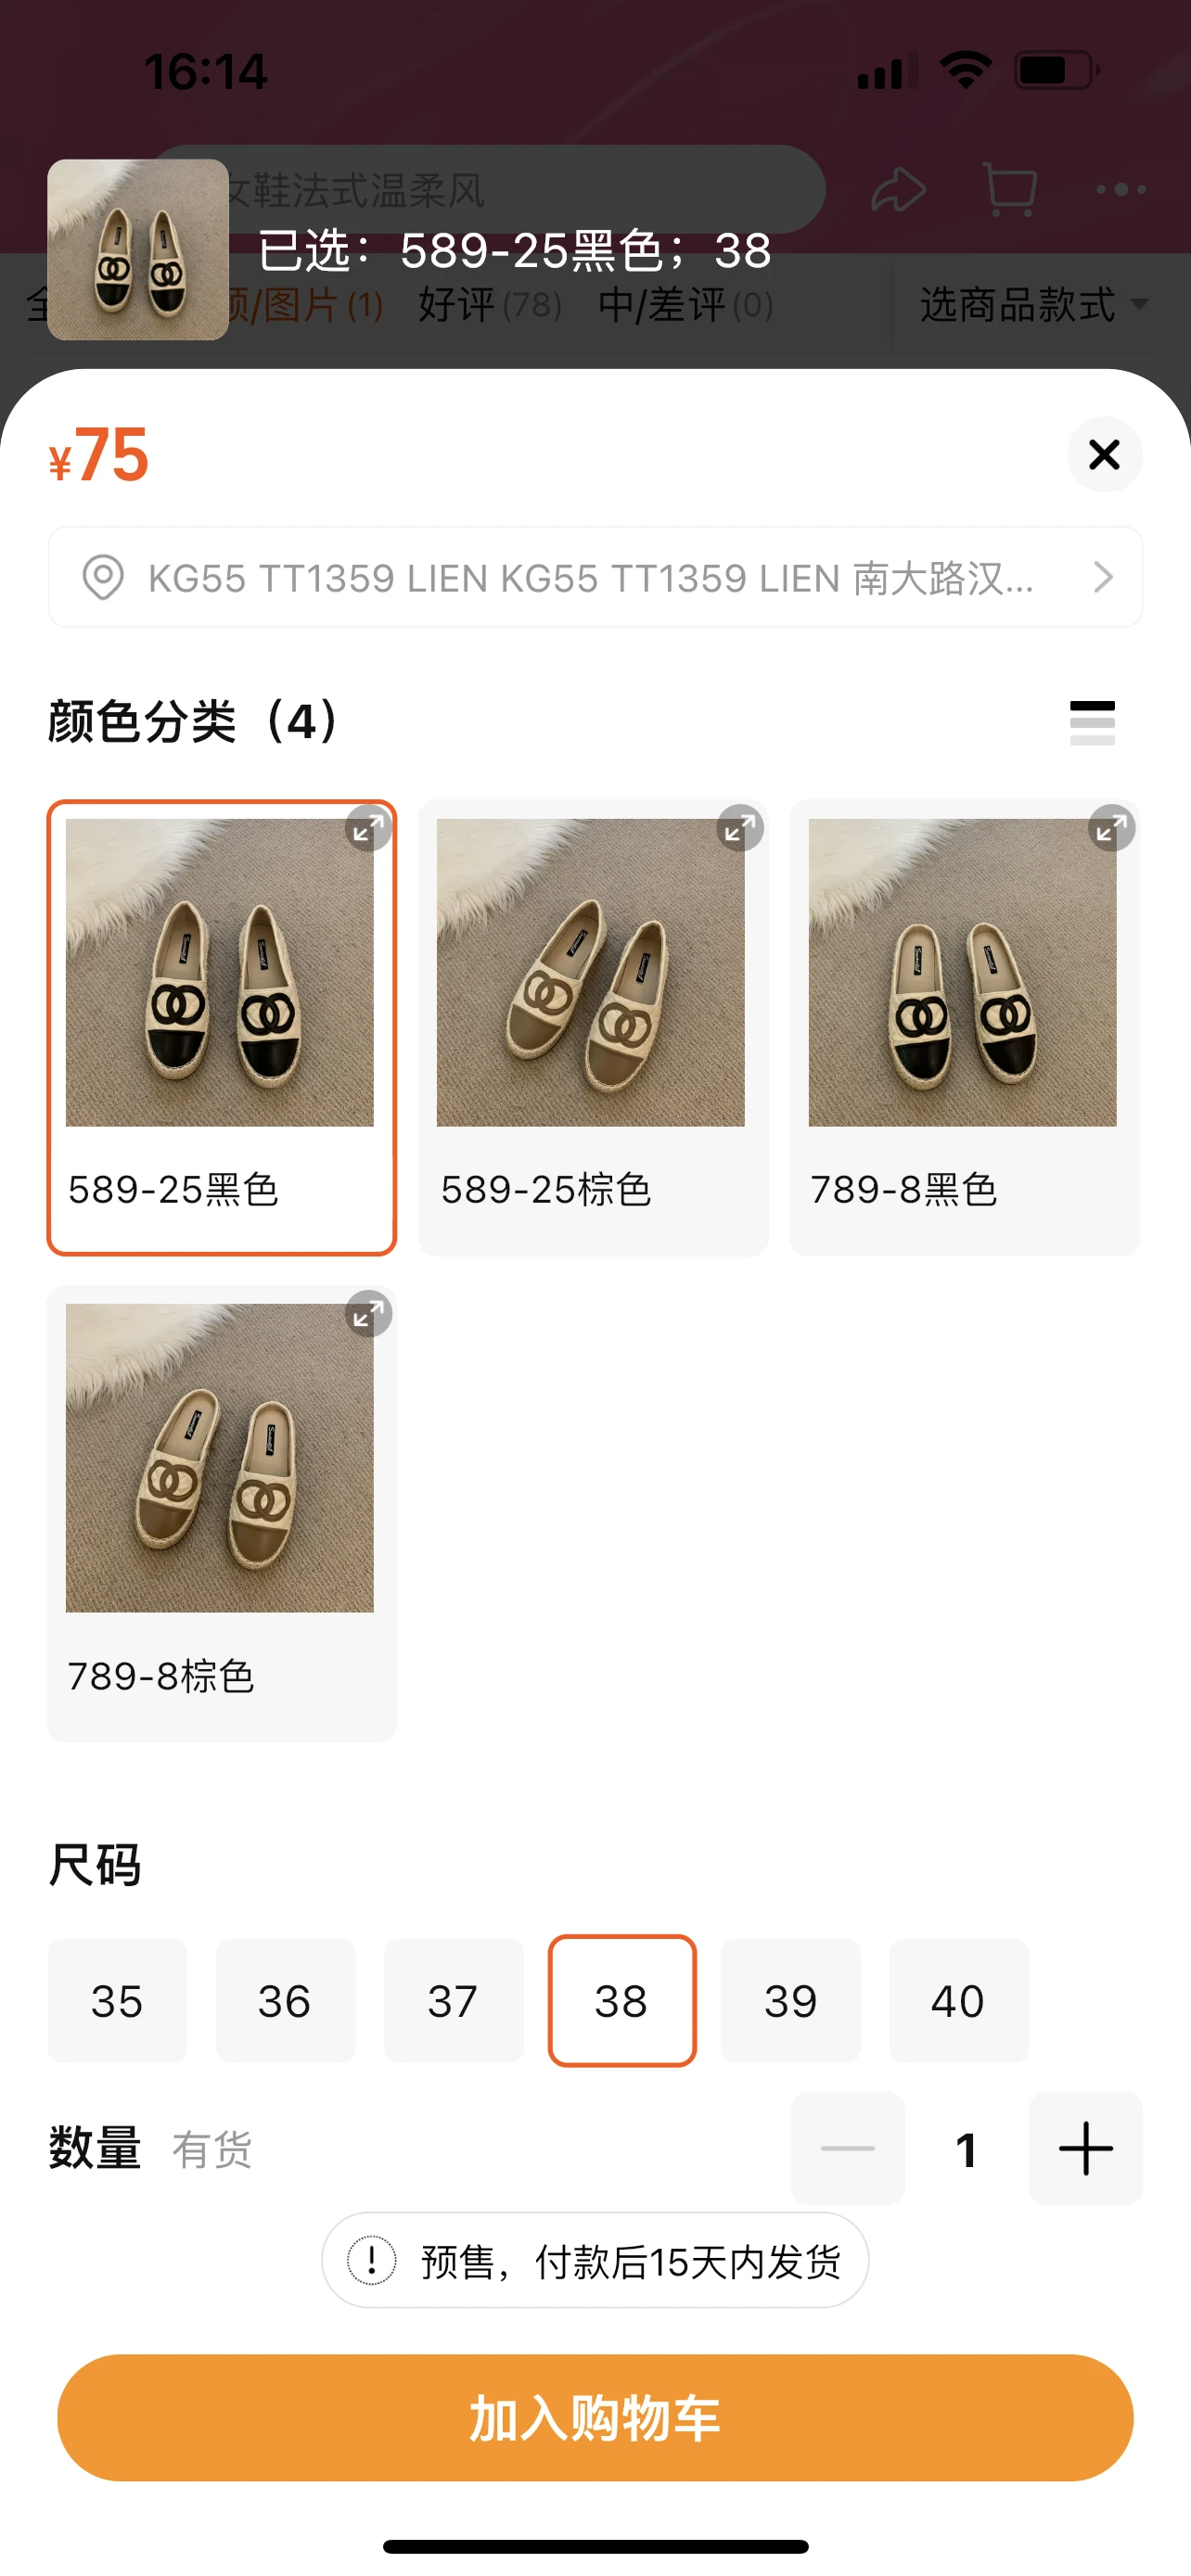 16:14
女鞋法式温柔风
已选：589-25黑色；38
全
频/图片(1)
好评(78)
中/差评(0)
选商品款式
¥75
KG55 TT1359 LIEN KG55 TT1359 LIEN 南大路汉...
颜色分类（4）
589-25黑色
589-25棕色
789-8黑色
789-8棕色
尺码
35
36
37
38
39
40
数量 有货
1
预售，付款后15天内发货
加入购物车